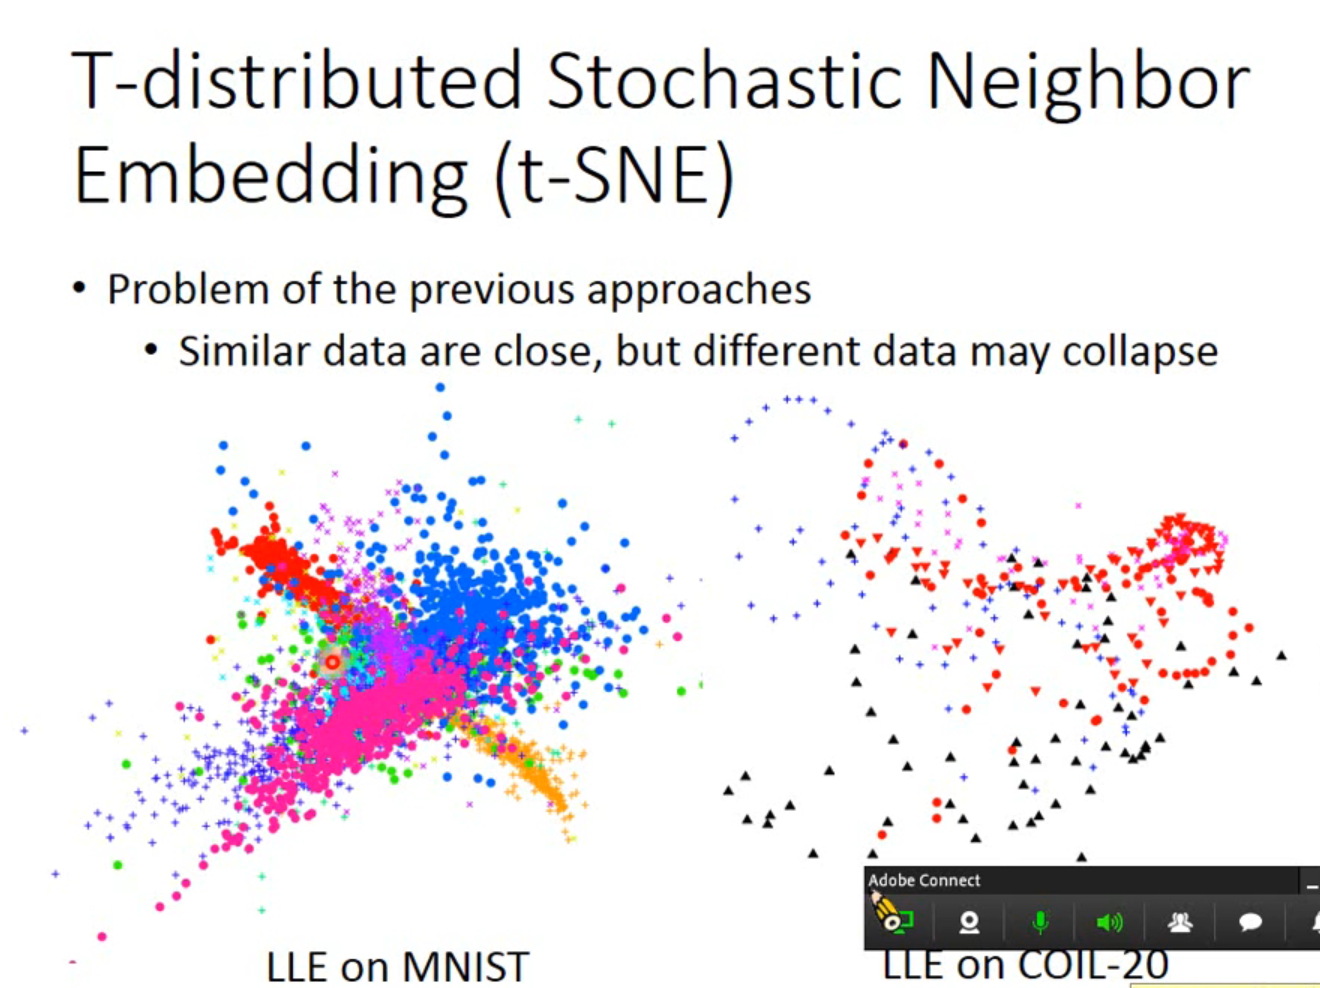 T-distributed Stochastic Neighbor
Embedding (t-SNE)
• Problem of the previous approaches
• Similar data are close, but different data may collapse
Adobe Connect
LLE on MNIST
LLE on COIL-20